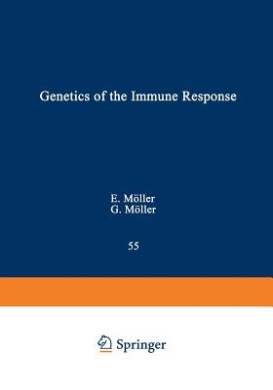 Genetics of the Immune Response
E. Möller
G. Möller
55
Springer